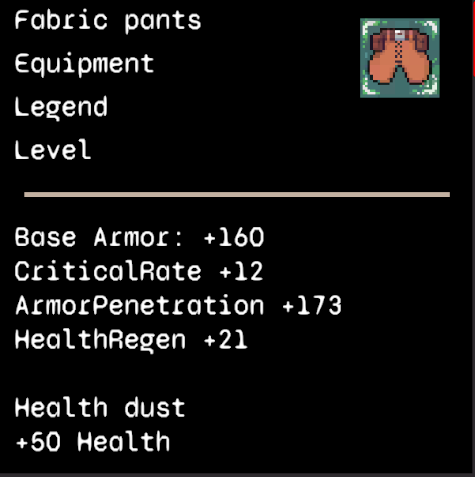 Fabric pants
Equipment
Legend
Level
Base Armor: +160
CriticalRate +12
ArmorPenetration +173
HealthRegen +21
Health dust
+50 Health